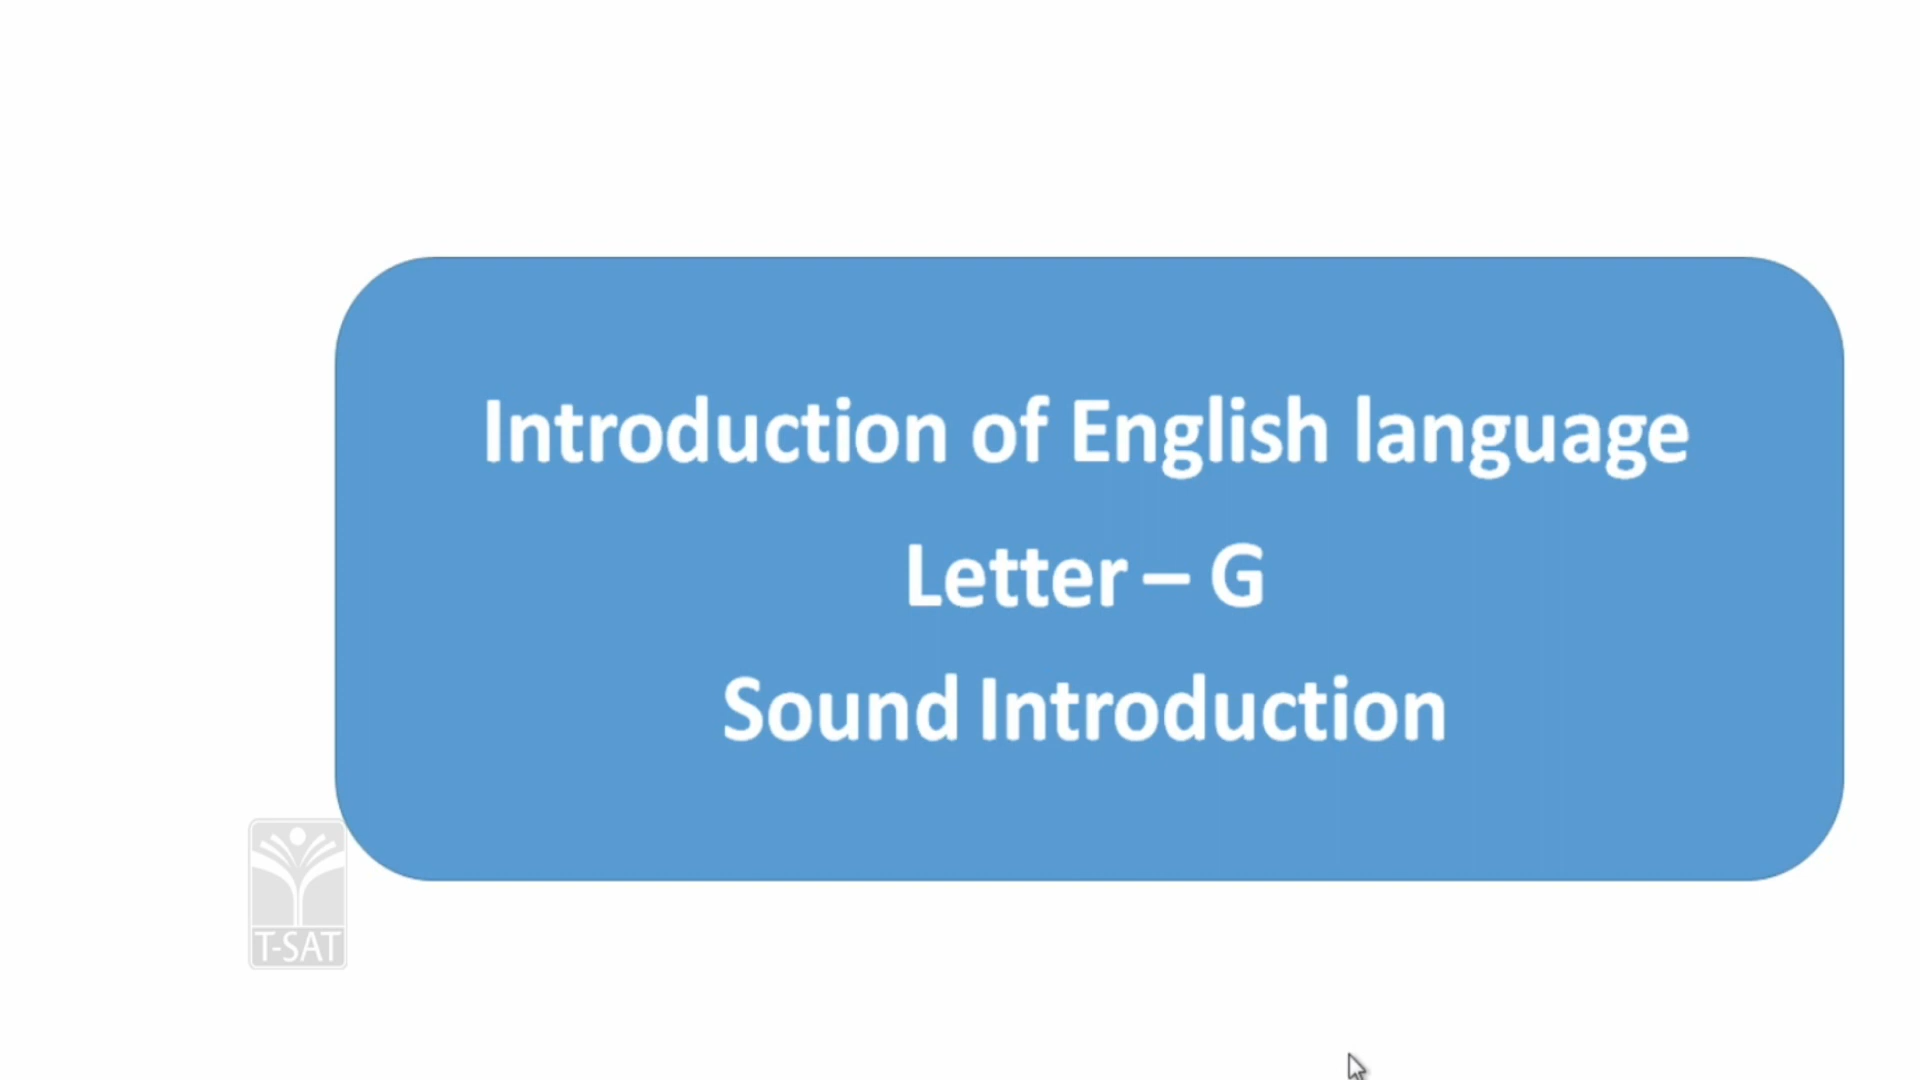 Introduction of English language
Letter – G
Sound Introduction
T-SAT